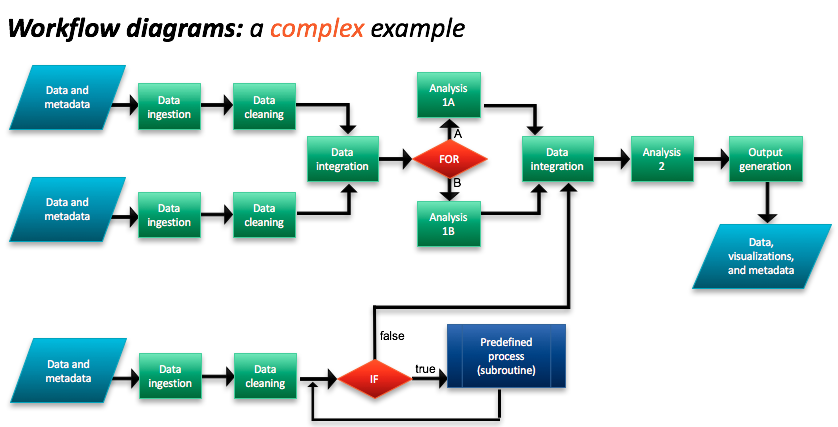 Workflow diagrams: a complex example
Data and
metadata
Data
ingestion
Data
cleaning
Data
integration
Analysis
1A
A
FOR
B
Analysis
1B
Data
integration
Analysis
2
Output
generation
Data and
metadata
Data
ingestion
Data
cleaning
Data,
visualizations,
and metadata
Data and
metadata
Data
ingestion
Data
cleaning
IF
false
true
Predefined
process
(subroutine)